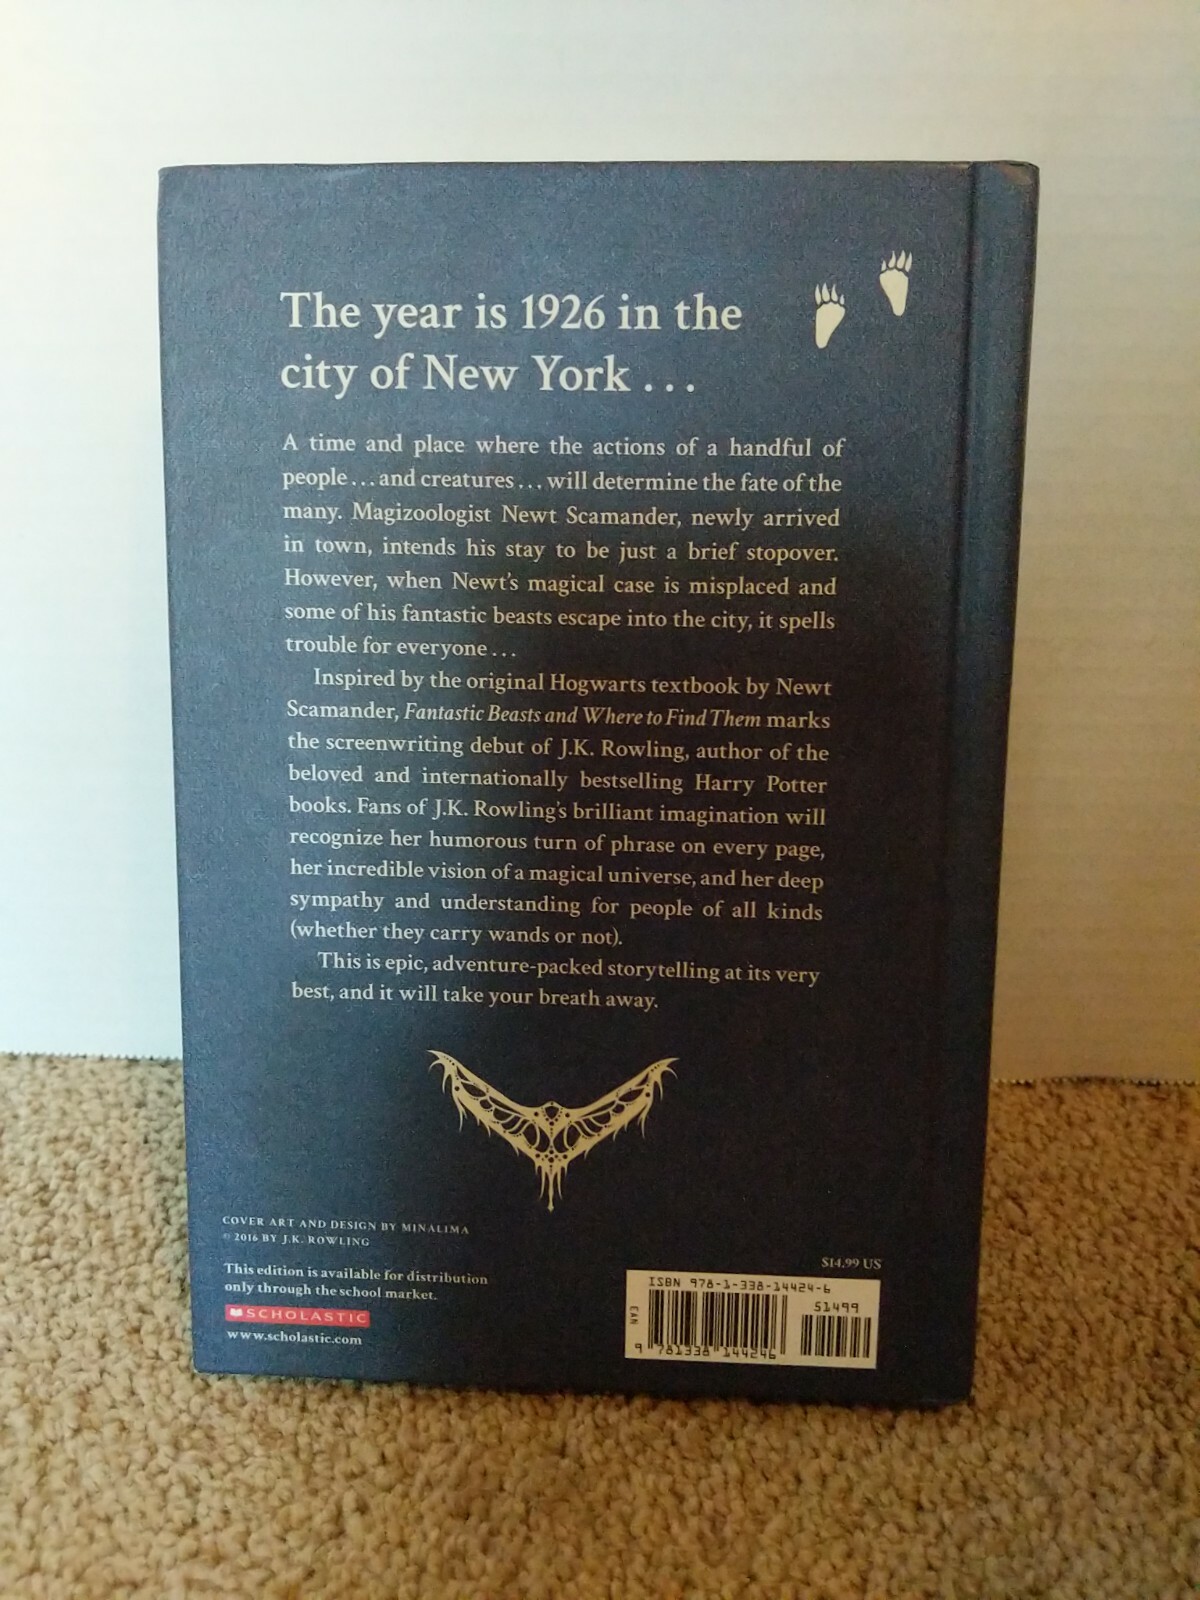 The year is 1926 in the
city of New York . . .
A time and place where the actions of a handful of
people . . . and creatures . . . will determine the fate of the
many. Magizoologist Newt Scamander, newly arrived
in town, intends his stay to be just a brief stopover.
However, when Newt's magical case is misplaced and
some of his fantastic beasts escape into the city, it spells
trouble for everyone . . .
Inspired by the original Hogwarts textbook by Newt
Scamander, Fantastic Beasts and Where to Find Them marks
the screenwriting debut of J.K. Rowling, author of the
beloved and internationally bestselling Harry Potter
books. Fans of J.K. Rowling's brilliant imagination will
recognize her humorous turn of phrase on every page,
her incredible vision of a magical universe, and her deep
sympathy and understanding for people of all kinds
(whether they carry wands or not).
This is epic, adventure-packed storytelling at its very
best, and it will take your breath away.
COVER ART AND DESIGN BY MINALIMA
© 2016 BY J.K. ROWLING
This edition is available for distribution
only through the school market.
SCHOLASTIC
www.scholastic.com
$14.99 US
ISBN 978-1-338-14424-6
51499
EAN
9 781338 144246